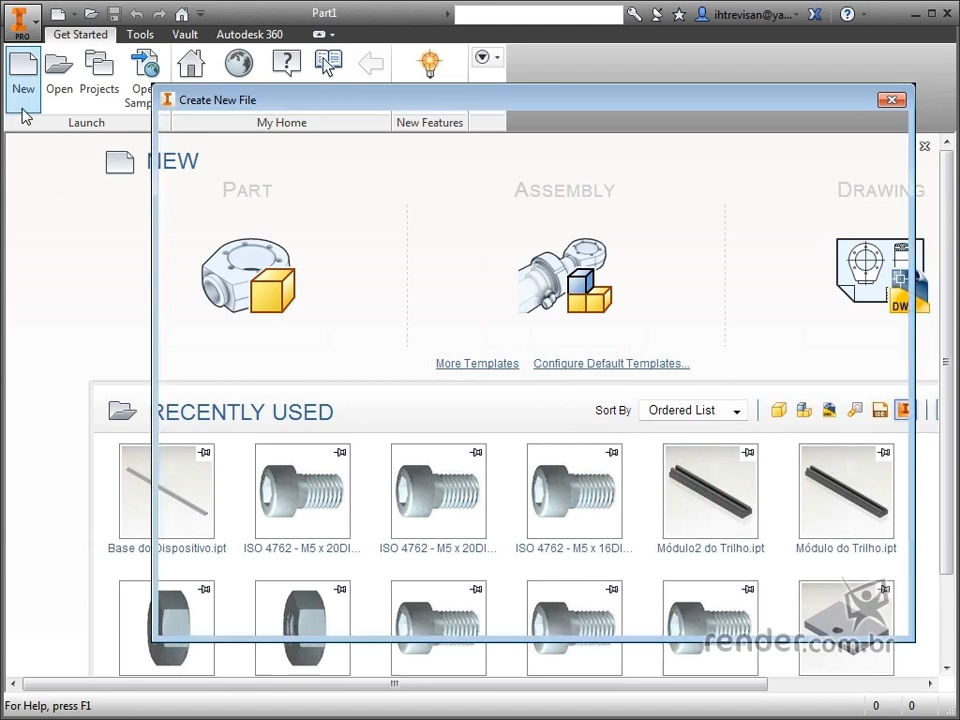 Part1
ihtrevisan@ya...
PRO
Get Started
Tools
Vault
Autodesk 360
New
Open
Projects
Open
Samp
Launch
My Home
New Features
Create New File
NEW
PART
ASSEMBLY
DRAWING
DW
More Templates
Configure Default Templates...
RECENTLY USED
Sort By
Ordered List
Base do Dispositivo.ipt
ISO 4762 - M5 x 20DI...
ISO 4762 - M5 x 20DI...
ISO 4762 - M5 x 16DI...
Módulo2 do Trilho.ipt
Módulo do Trilho.ipt
render.com.br
For Help, press F1
0
0